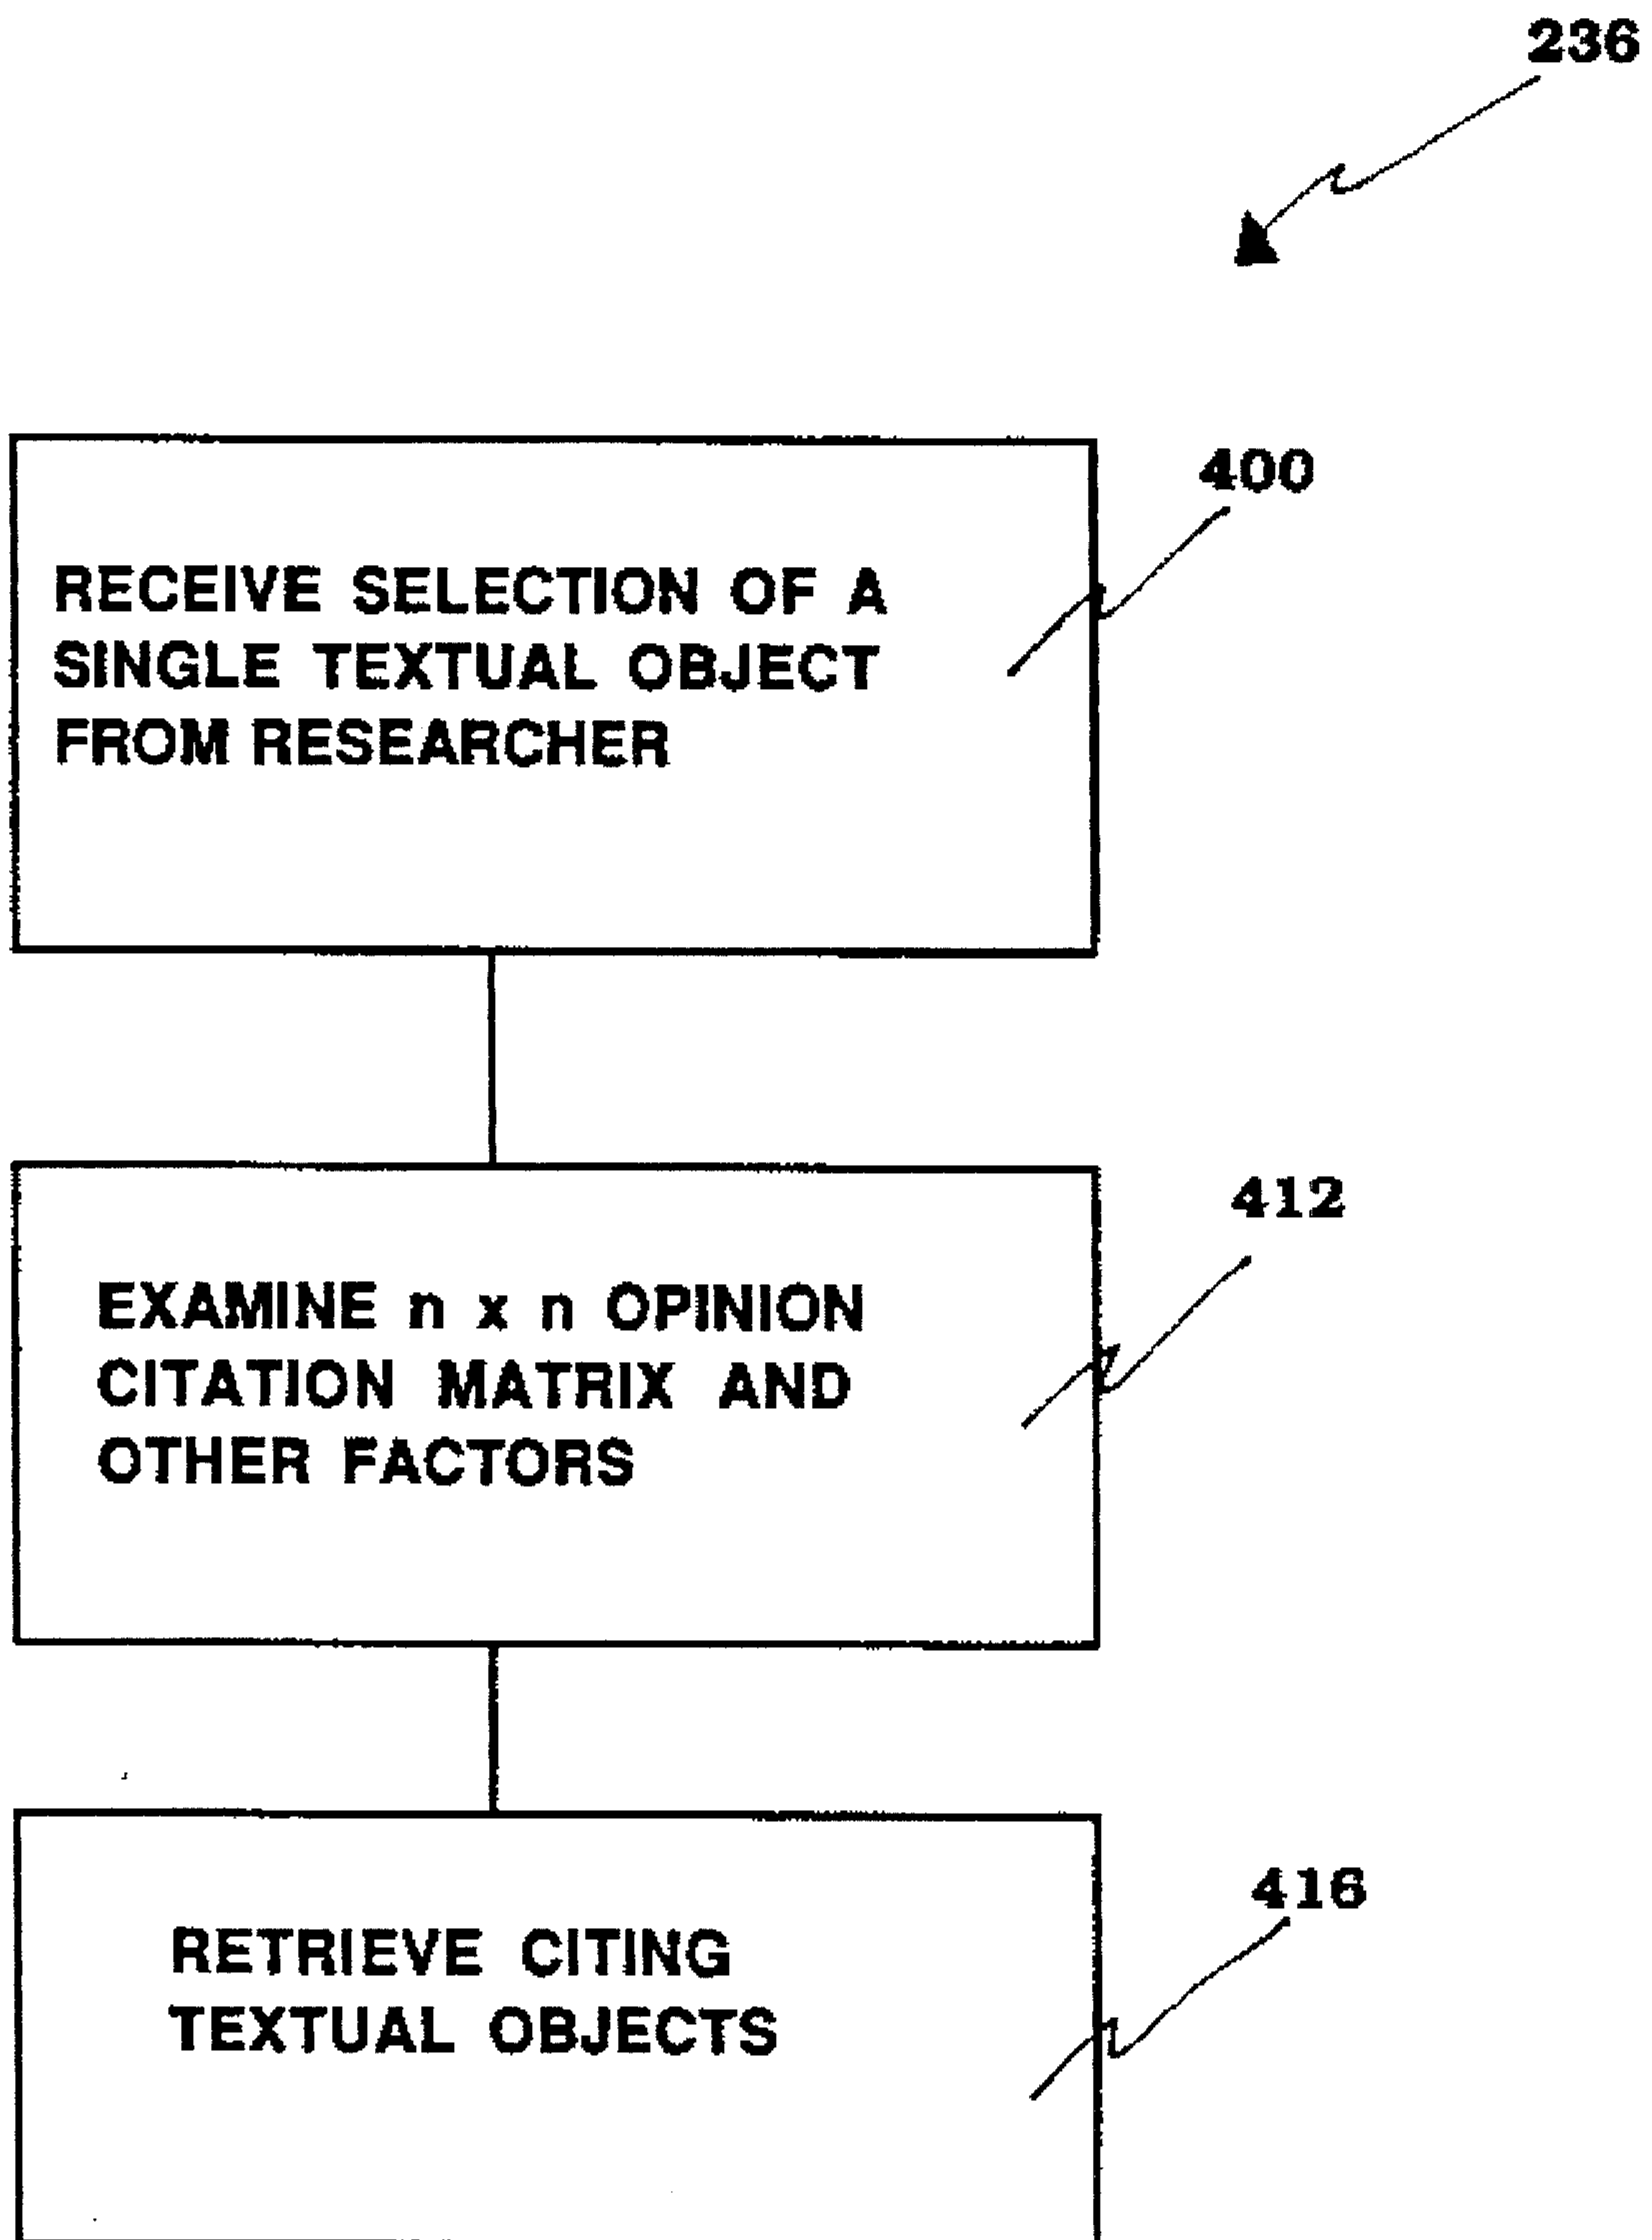 236
400
RECEIVE SELECTION OF A
SINGLE TEXTUAL OBJECT
FROM RESEARCHER
412
EXAMINE n x n OPINION
CITATION MATRIX AND
OTHER FACTORS
416
RETRIEVE CITING
TEXTUAL OBJECTS